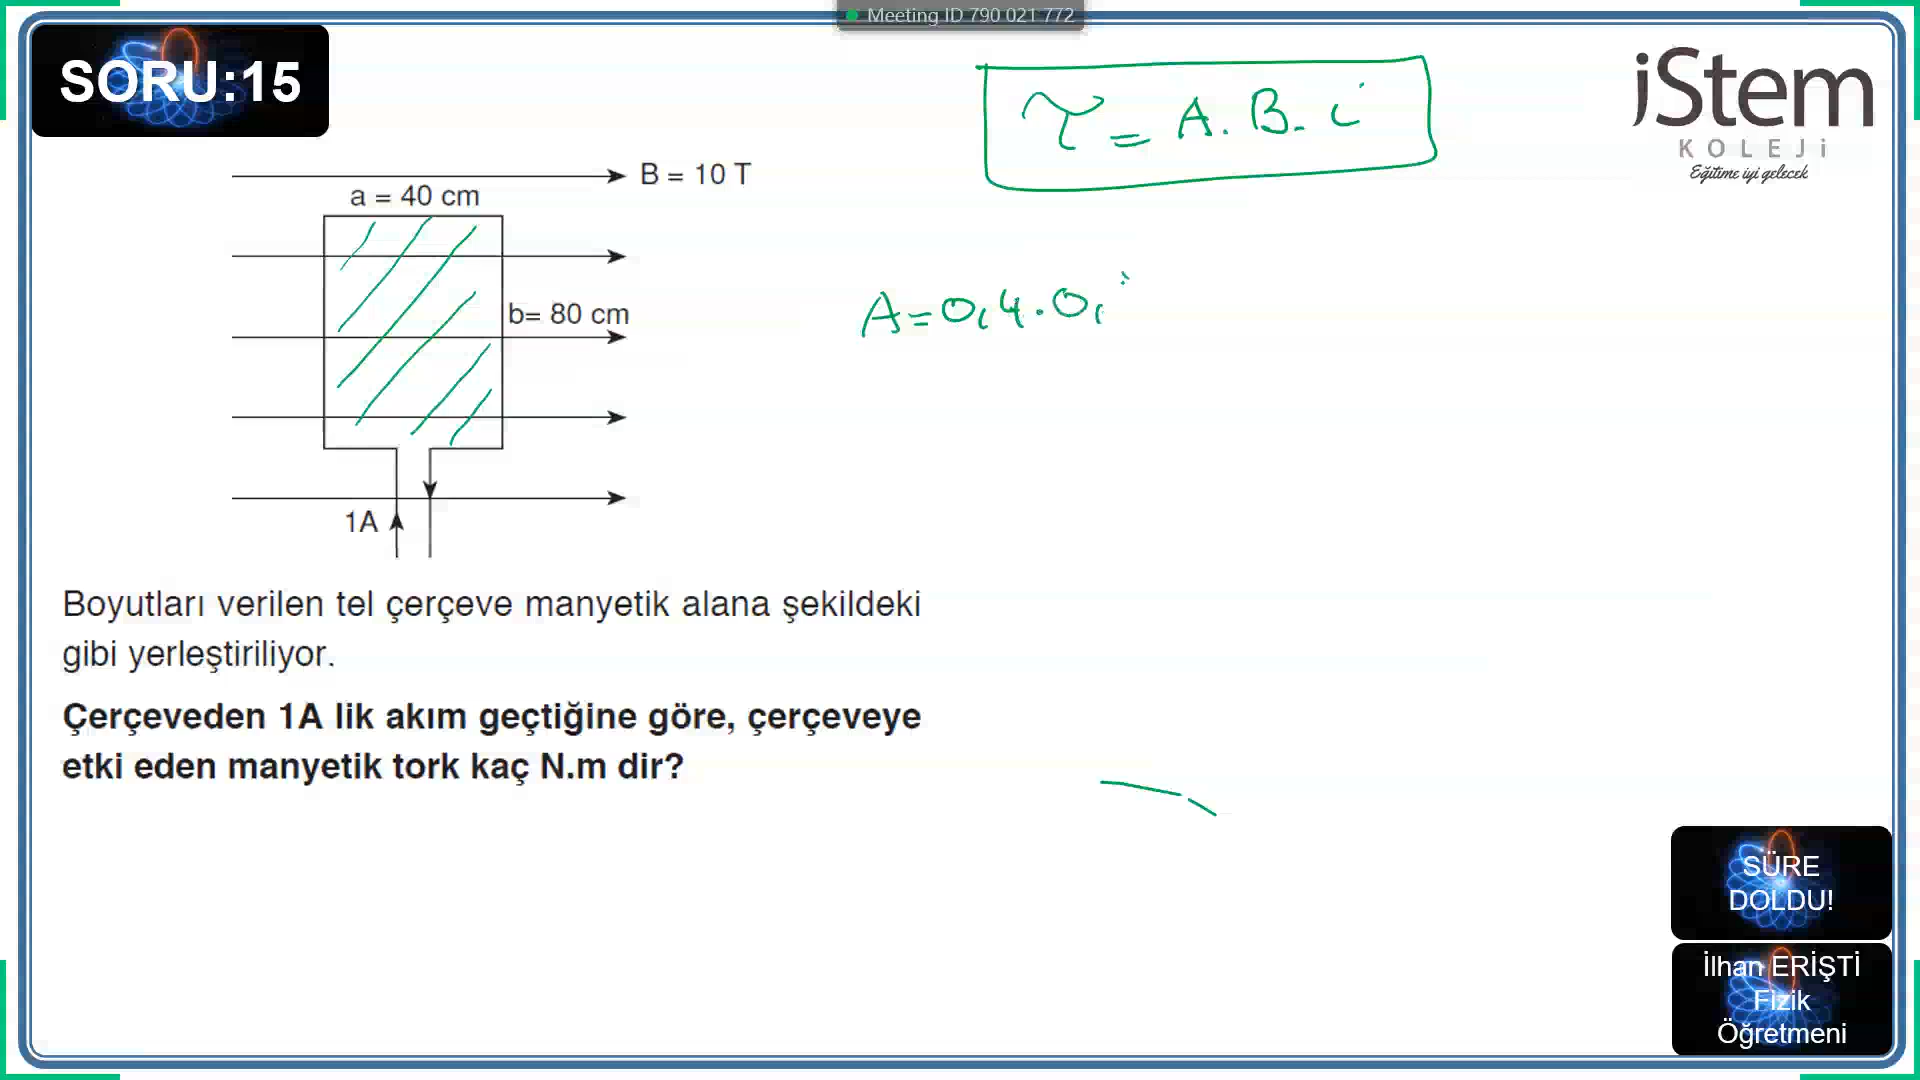 Meeting ID 790 021 772
SORU:15
τ = A.B.i
jStem
KOLEJi
Eğitime iyi gelecek
B = 10 T
a = 40 cm
b= 80 cm
A=0,4.0,
1A
Boyutları verilen tel çerçeve manyetik alana şekildeki
gibi yerleştiriliyor.
Çerçeveden 1A lik akım geçtiğine göre, çerçeveye
etki eden manyetik tork kaç N.m dir?
SÜRE
DOLDU!
İlhan ERİŞTİ
Fizik
Öğretmeni